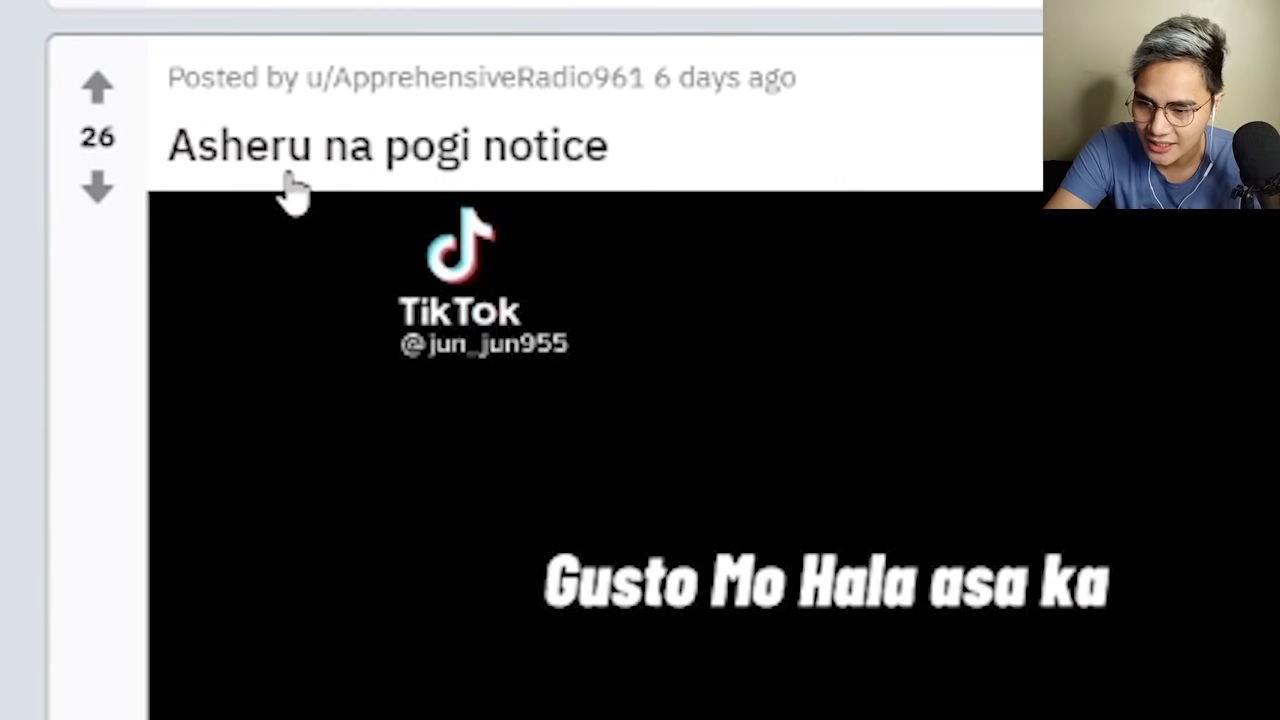 Posted by u/ApprehensiveRadio961 6 days ago
26
Asheru na pogi notice
TikTok
@jun_jun955
Gusto Mo Hala asa ka